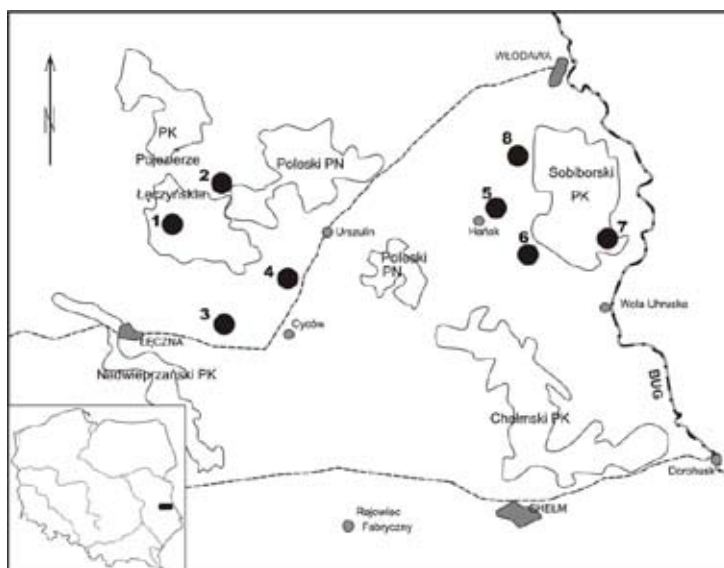 WŁODAWA
N
PK
Pojezierze
Łęczyńskie
Poleski PN
Sobiborski
PK
8
2
5
1
Hańsk
7
Urszulin
6
Poleski
PN
4
3
Cyców
Wola Uhruska
ŁĘCZNA
Nadwieprzański PK
BUG
Chełmski PK
Dorohusk
CHEŁM
Rejowiec
Fabryczny